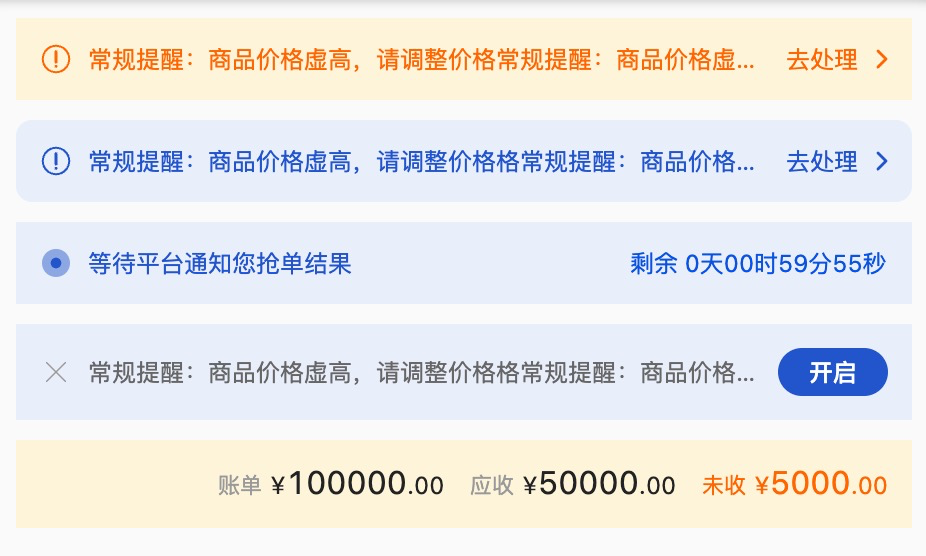 常规提醒：商品价格虚高，请调整价格常规提醒：商品价格虚... 去处理
常规提醒：商品价格虚高，请调整价格格常规提醒：商品价格... 去处理
等待平台通知您抢单结果 剩余 0天00时59分55秒
常规提醒：商品价格虚高，请调整价格格常规提醒：商品价格... 开启
账单 ¥100000.00 应收 ¥50000.00 未收 ¥5000.00